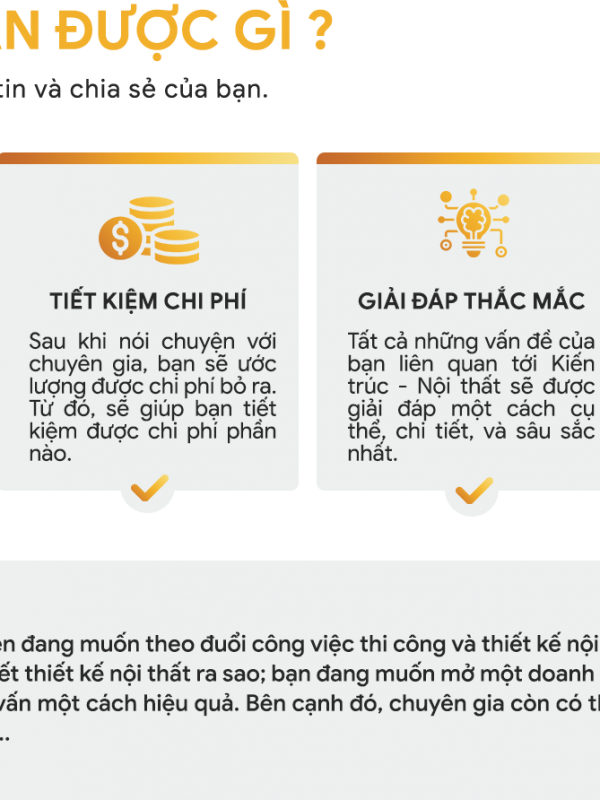 ĐƯỢC GÌ ?
tin và chia sẻ của bạn.
TIẾT KIỆM CHI PHÍ
Sau khi nói chuyện với
chuyên gia, bạn sẽ ước
lượng được chi phí bỏ ra.
Từ đó, sẽ giúp bạn tiết
kiệm được chi phí phần
nào.
GIẢI ĐÁP THẮC MẮC
Tất cả những vấn đề của
bạn liên quan tới Kiến
trúc - Nội thất sẽ được
giải đáp một cách cụ
thể, chi tiết, và sâu sắc
nhất.
đang muốn theo đuổi công việc thi công và thiết kế nội
thiết kế nội thất ra sao; bạn đang muốn mở một doanh
vấn một cách hiệu quả. Bên cạnh đó, chuyên gia còn có
..